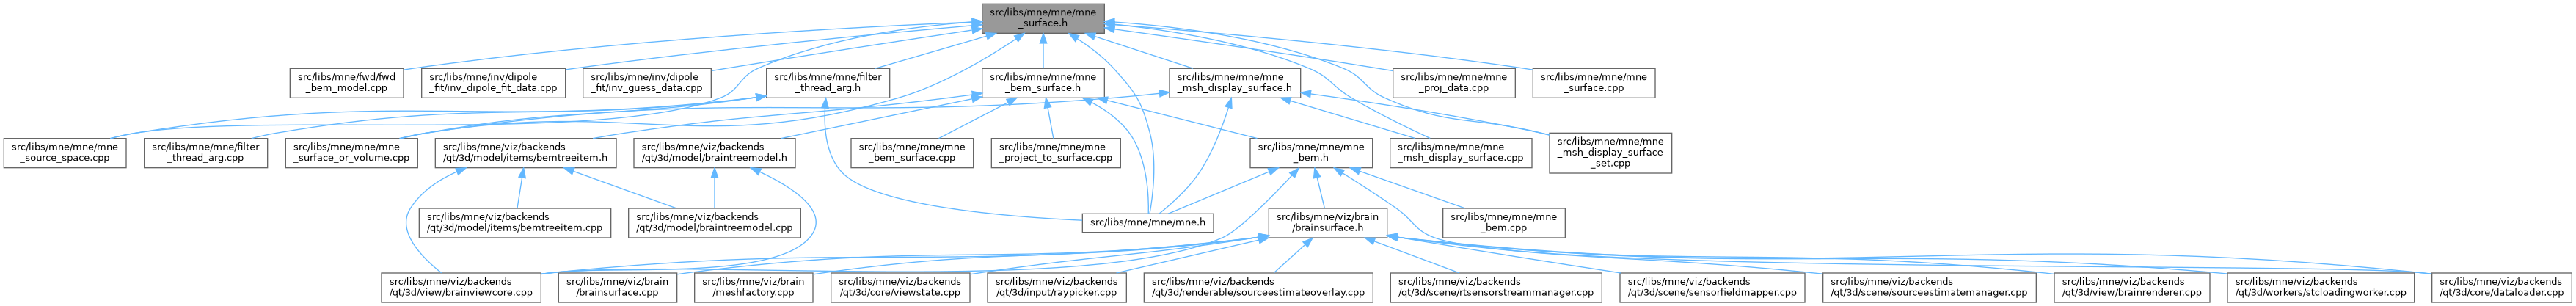 src/libs/mne/mne/mne
_surface.h
src/libs/mne/fwd/fwd
_bem_model.cpp
src/libs/mne/inv/dipole
_fit/inv_dipole_fit_data.cpp
src/libs/mne/inv/dipole
_fit/inv_guess_data.cpp
src/libs/mne/mne/filter
_thread_arg.h
src/libs/mne/mne/mne
_bem_surface.h
src/libs/mne/mne/mne
_msh_display_surface.h
src/libs/mne/mne/mne
_proj_data.cpp
src/libs/mne/mne/mne
_surface.cpp
src/libs/mne/mne/mne
_source_space.cpp
src/libs/mne/mne/filter
_thread_arg.cpp
src/libs/mne/mne/mne
_surface_or_volume.cpp
src/libs/mne/viz/backends
/qt/3d/model/items/bemtreeitem.h
src/libs/mne/viz/backends
/qt/3d/model/braintreemodel.h
src/libs/mne/mne/mne
_bem_surface.cpp
src/libs/mne/mne/mne
_project_to_surface.cpp
src/libs/mne/mne/mne
_bem.h
src/libs/mne/mne/mne
_msh_display_surface.cpp
src/libs/mne/mne/mne
_msh_display_surface
_set.cpp
src/libs/mne/viz/backends
/qt/3d/model/items/bemtreeitem.cpp
src/libs/mne/viz/backends
/qt/3d/model/braintreemodel.cpp
src/libs/mne/mne/mne.h
src/libs/mne/viz/brain
/brainsurface.h
src/libs/mne/mne/mne
_bem.cpp
src/libs/mne/viz/backends
/qt/3d/view/brainviewcore.cpp
src/libs/mne/viz/brain
/brainsurface.cpp
src/libs/mne/viz/brain
/meshfactory.cpp
src/libs/mne/viz/backends
/qt/3d/core/viewstate.cpp
src/libs/mne/viz/backends
/qt/3d/input/raypicker.cpp
src/libs/mne/viz/backends
/qt/3d/renderable/sourceestimateoverlay.cpp
src/libs/mne/viz/backends
/qt/3d/scene/rtsensorstreammanager.cpp
src/libs/mne/viz/backends
/qt/3d/scene/sensorfieldmapper.cpp
src/libs/mne/viz/backends
/qt/3d/scene/sourceestimatemanager.cpp
src/libs/mne/viz/backends
/qt/3d/view/brainrenderer.cpp
src/libs/mne/viz/backends
/qt/3d/workers/stcloadingworker.cpp
src/libs/mne/viz/backends
/qt/3d/core/dataloader.cpp